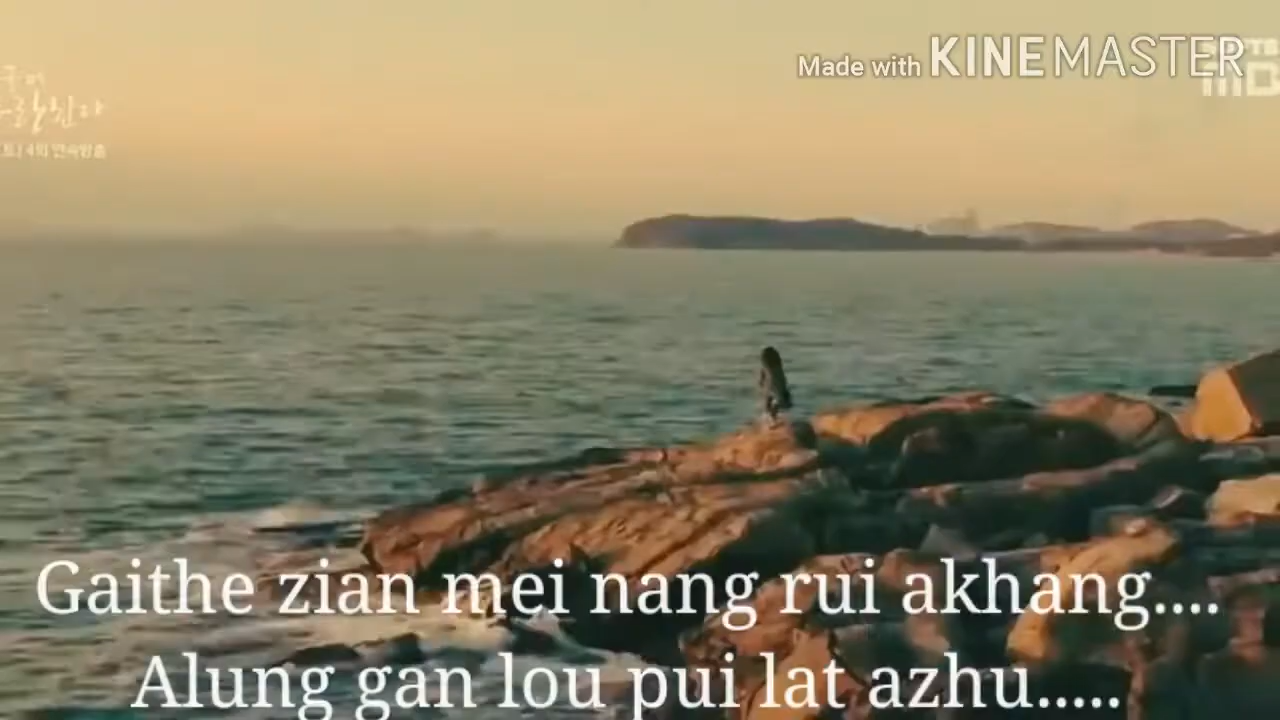 Made with KINEMASTER
Gaithe zian mei nang rui akhang....
Alung gan lou pui lat azhu.....